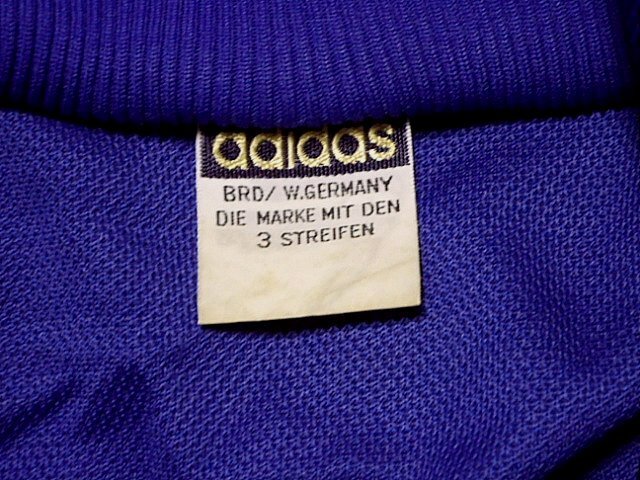 adidas
BRD/ W.GERMANY
DIE MARKE MIT DEN
3 STREIFEN